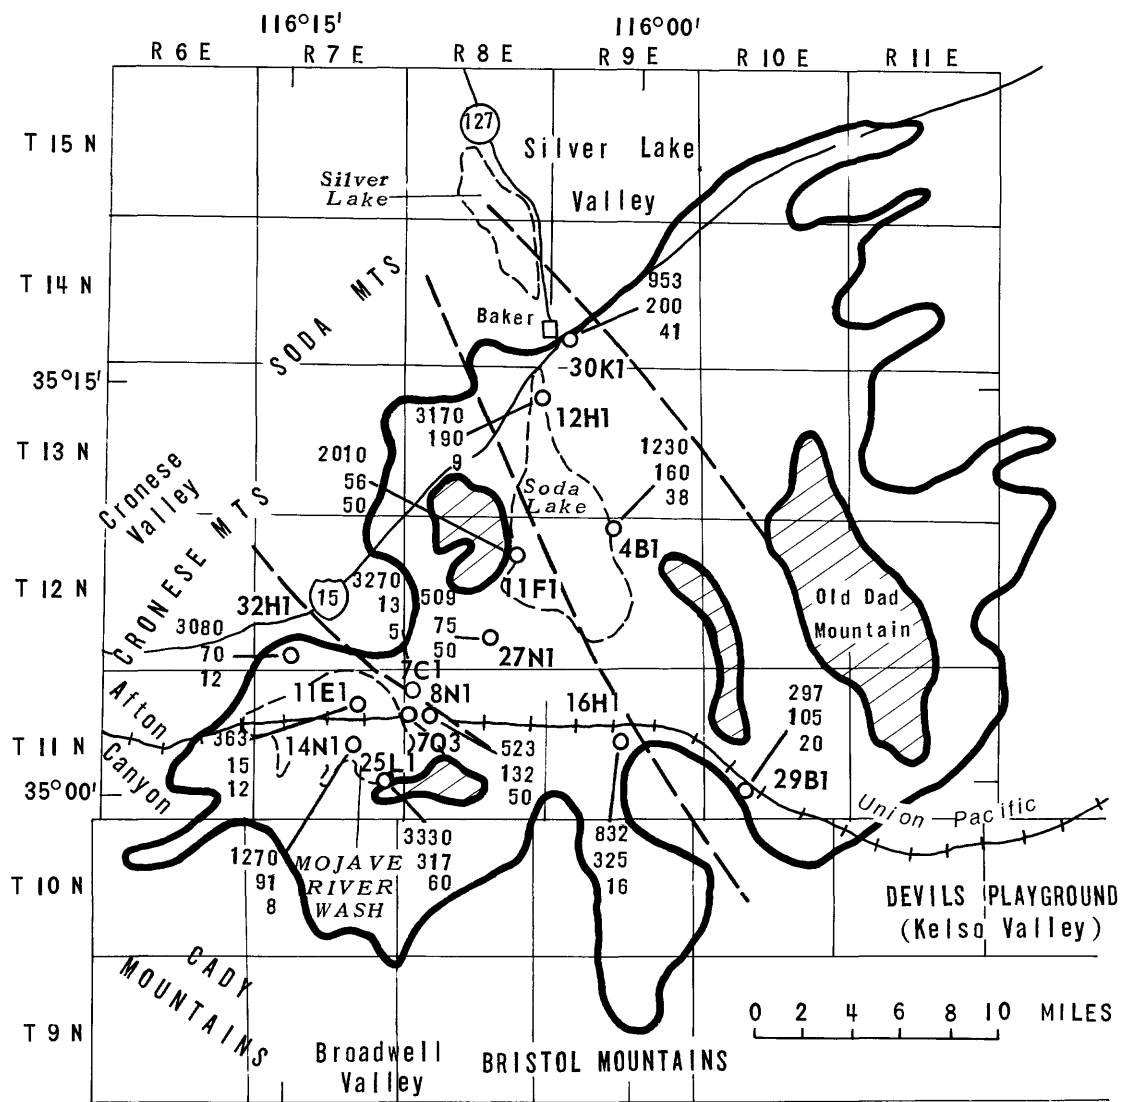 116°15'
116°00'
R 6 E
R 7 E
R 8 E
R 9 E
R 10 E
R 11 E
T 15 N
127
Silver Lake
Valley
Silver
Lake
T 14 N
SODA MTS
953
200
41
Baker
30K1
35°15'
3170
190
9
12H1
T 13 N
2010
56
50
1230
160
38
Soda
Lake
Cronese
Valley
CRONESE MTS
4B1
11F1
T 12 N
15
32H1
3270
13
5
509
75
50
Old Dad
Mountain
3080
70
12
27N1
7C1
11E1
8N1
16H1
297
105
20
Afton
Canyon
T 11 N
363
15
12
14N1
7Q3
25L1
523
132
50
29B1
35°00'
Union Pacific
1270
91
8
MOJAVE
RIVER
WASH
3330
317
60
832
325
16
T 10 N
DEVILS PLAYGROUND
(Kelso Valley)
CADY
MOUNTAINS
0 2 4 6 8 10 MILES
T 9 N
Broadwell
Valley
BRISTOL MOUNTAINS